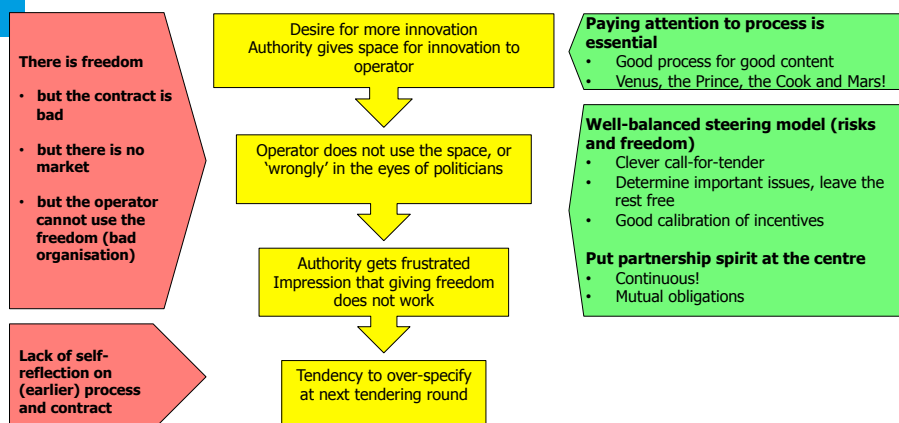 There is freedom
• but the contract is
bad
• but there is no
market
• but the operator
cannot use the
freedom (bad
organisation)
Lack of self-
reflection on
(earlier) process
and contract
Desire for more innovation
Authority gives space for innovation to
operator
Operator does not use the space, or
‘wrongly’ in the eyes of politicians
Authority gets frustrated
Impression that giving freedom
does not work
Tendency to over-specify
at next tendering round
Paying attention to process is
essential
• Good process for good content
• Venus, the Prince, the Cook and Mars!
Well-balanced steering model (risks
and freedom)
• Clever call-for-tender
• Determine important issues, leave the
rest free
• Good calibration of incentives
Put partnership spirit at the centre
• Continuous!
• Mutual obligations